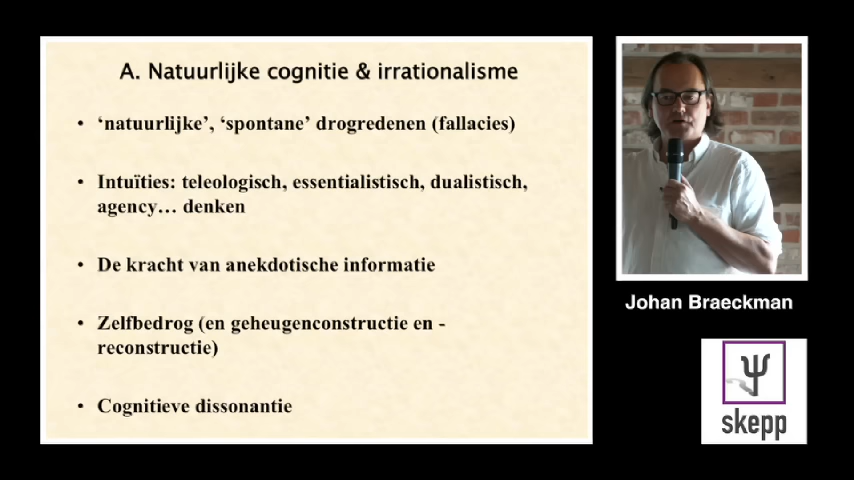 A. Natuurlijke cognitie & irrationalisme
• ‘natuurlijke’, ‘spontane’ drogredenen (fallacies)
• Intuïties: teleologisch, essentialistisch, dualistisch,
agency… denken
• De kracht van anekdotische informatie
• Zelfbedrog (en geheugenconstructie en -
reconstructie)
• Cognitieve dissonantie
Johan Braeckman
skepp